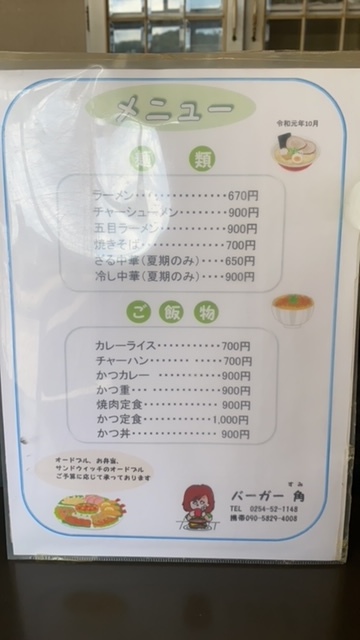 メニュー
令和元年10月
麺 類
ラーメン・・・・・・・・・・・・・670円
チャーシューメン・・・・・・・900円
五目ラーメン・・・・・・・・・・900円
焼きそば・・・・・・・・・・・・・700円
ざる中華(夏期のみ)・・・・650円
冷し中華(夏期のみ)・・・・900円
ご 飯 物
カレーライス・・・・・・・・・・・700円
チャーハン・・・・・・ ・・・・・700円
かつカレー ・・・・・・・・・・・900円
かつ重・・・ ・・・・・・・・・・・900円
焼肉定食・・・・・・・・・・・・ 900円
かつ定食・・・・・・・・・・・・1,000円
かつ丼・・・・・・・・・・・・・・ 900円
オードブル、お弁当、
サンドウィッチのオードブル
ご予算に応じて承っております
バーガー 角
すみ
TEL 0254-52-1148
携帯090-5829-4008